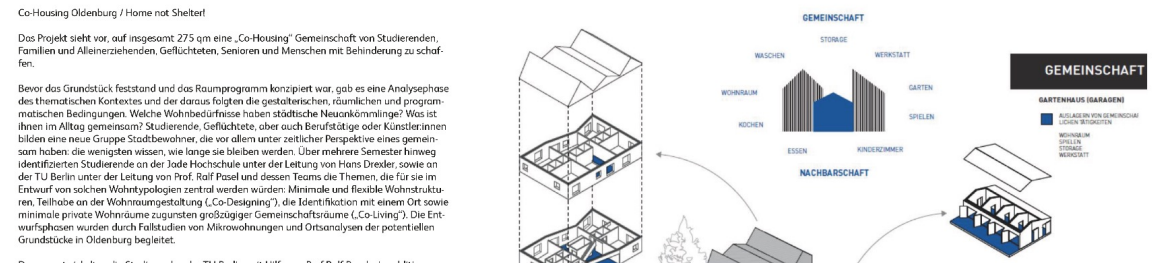 Co-Housing Oldenburg / Home not Shelter!
Das Projekt sieht vor, auf insgesamt 275 qm eine „Co-Housing" Gemeinschaft von Studierenden,
Familien und Alleinerziehenden, Geflüchteten, Senioren und Menschen mit Behinderung zu schaf-
fen.
Bevor das Grundstück feststand und das Raumprogramm konzipiert war, gab es eine Analysephase
des thematischen Kontextes und der daraus folgten die gestalterischen, räumlichen und program-
matischen Bedingungen. Welche Wohnbedürfnisse haben städtische Neuankömmlinge? Was ist
ihnen im Alltag gemeinsam? Studierende, Geflüchtete, aber auch Berufstätige oder Künstler:innen
bilden eine neue Gruppe Stadtbewohner, die vor allem unter zeitlicher Perspektive eines gemein-
sam haben: die wenigsten wissen, wie lange sie bleiben werden. Über mehrere Semester hinweg
identifizierten Studierende an der Jade Hochschule unter der Leitung von Hans Drexler, sowie an
der TU Berlin unter der Leitung von Prof. Ralf Pasel und dessen Teams die Themen, die für sie im
Entwurf von solchen Wohntypologien zentral werden würden: Minimale und flexible Wohnstruktu-
ren, Teilhabe an der Wohnraumgestaltung („Co-Designing"), die Identifikation mit einem Ort sowie
minimale private Wohnräume zugunsten großzügiger Gemeinschaftsräume („Co-Living"). Die Ent-
wurfsphasen wurden durch Fallstudien von Mikrowohnungen und Ortsanalysen der potentiellen
Grundstücke in Oldenburg begleitet.
GEMEINSCHAFT
STORAGE
WASCHEN
WERKSTATT
WOHNRAUM
GARTEN
KOCHEN
SPIELEN
ESSEN
KINDERZIMMER
NACHBARSCHAFT
GEMEINSCHAFT
GARTENHAUS (GARAGEN)
AUSLAGERN VON GEMEINSCHAF
LICHEN TÄTIGKEITEN
WOHNRAUM
SPIELEN
STORAGE
WERKSTATT